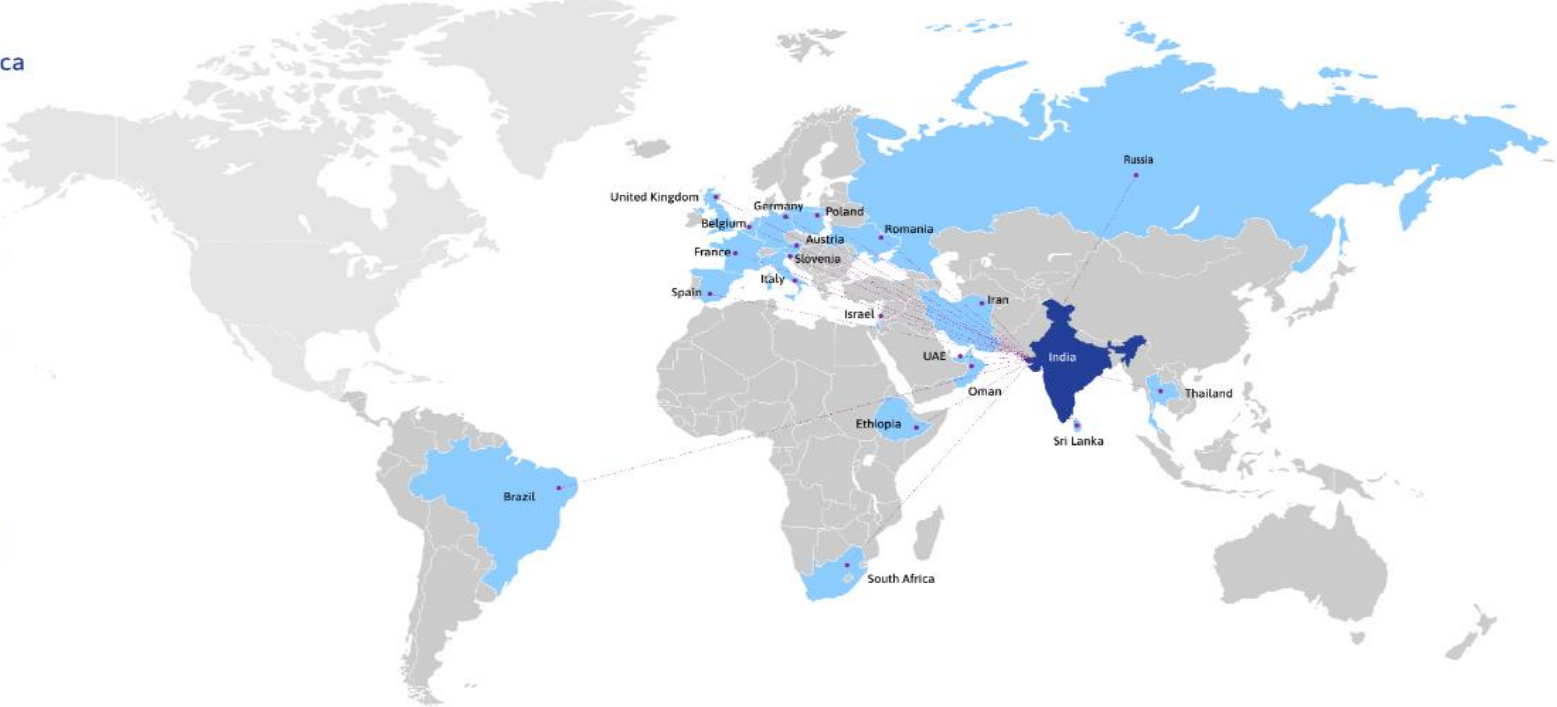 ca
Russia
United Kingdom
Germany
Poland
Belgium
Romania
Austria
France
Slovenia
Italy
Spain
Iran
Israel
UAE
India
Oman
Thailand
Ethiopia
Sri Lanka
Brazil
South Africa